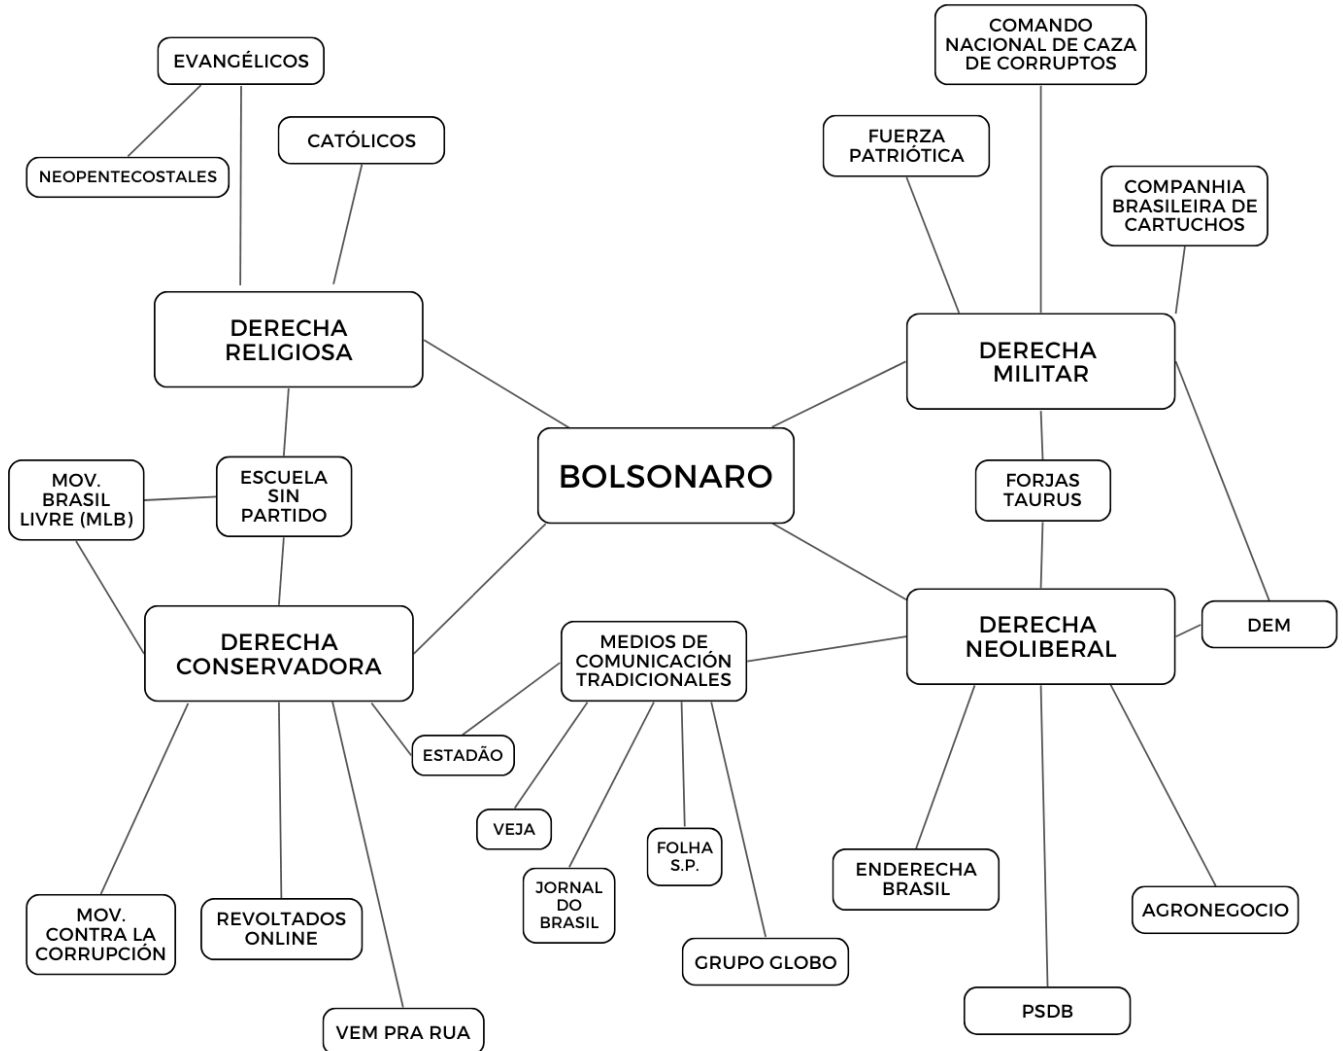 EVANGÉLICOS
NEOPENTECOSTALES
CATÓLICOS
DERECHA
RELIGIOSA
COMANDO
NACIONAL DE CAZA
DE CORRUPTOS
FUERZA
PATRIÓTICA
COMPANHIA
BRASILEIRA DE
CARTUCHOS
DERECHA
MILITAR
BOLSONARO
MOV.
BRASIL
LIVRE (MLB)
ESCUELA
SIN
PARTIDO
FORJAS
TAURUS
DERECHA
CONSERVADORA
MEDIOS DE
COMUNICACIÓN
TRADICIONALES
DERECHA
NEOLIBERAL
DEM
ESTADÃO
VEJA
JORNAL
DO
BRASIL
FOLHA
S.P.
GRUPO GLOBO
ENDERECHA
BRASIL
AGRONEGOCIO
PSDB
MOV.
CONTRA LA
CORRUPCIÓN
REVOLTADOS
ONLINE
VEM PRA RUA